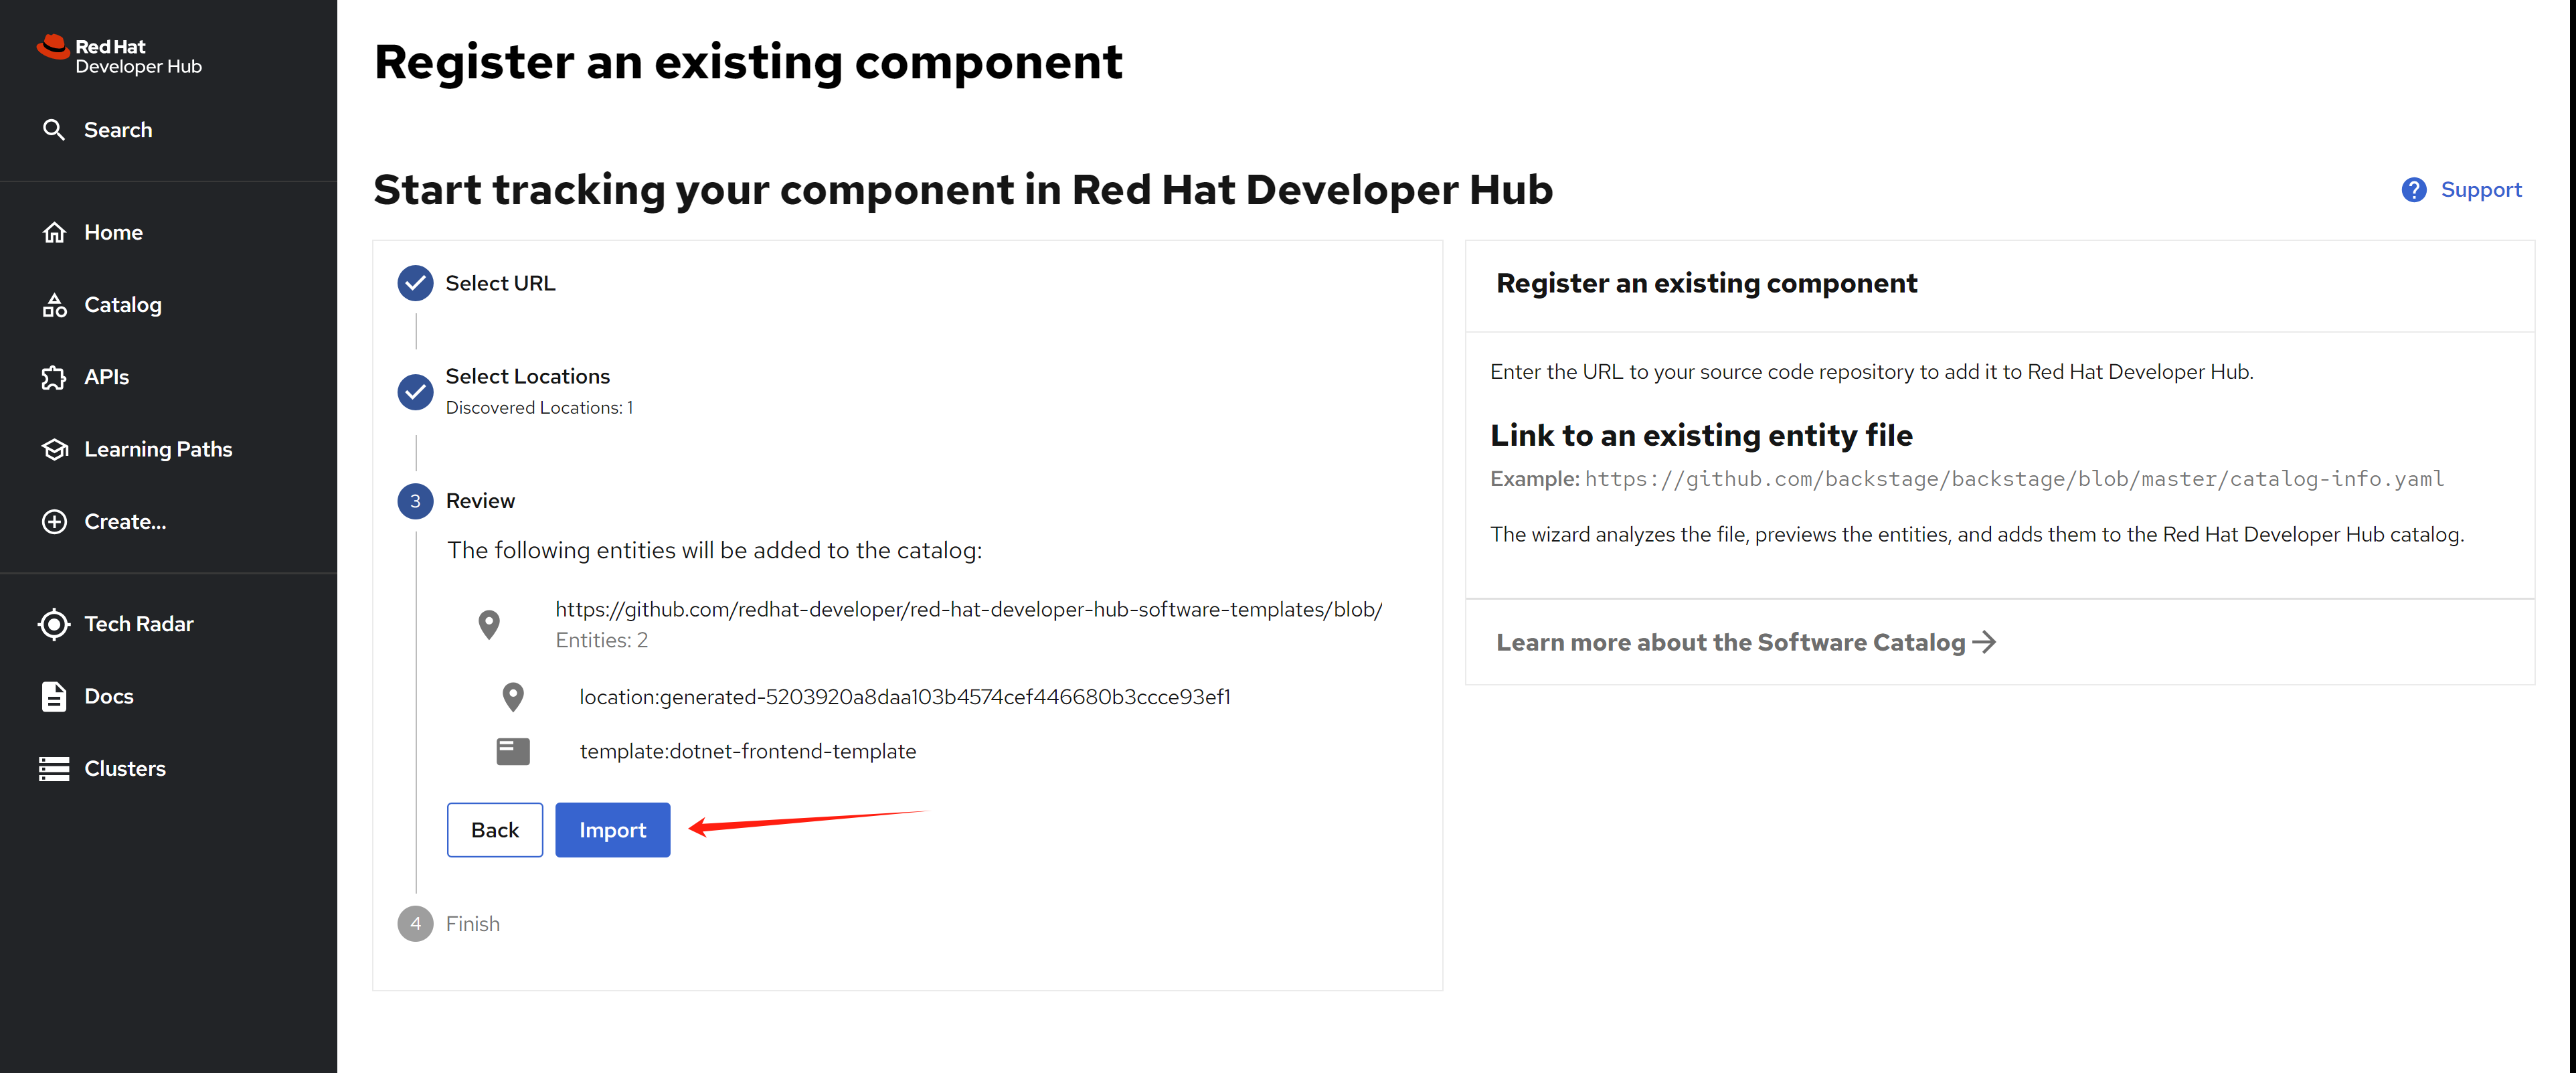 Red Hat
Developer Hub
Search
Home
Catalog
APIs
Learning Paths
Create...
Tech Radar
Docs
Clusters
Register an existing component
Start tracking your component in Red Hat Developer Hub
Support
Select URL
Select Locations
Discovered Locations: 1
3 Review
The following entities will be added to the catalog:
https://github.com/redhat-developer/red-hat-developer-hub-software-templates/blob/
Entities: 2
location:generated-5203920a8daa103b4574cef446680b3ccce93ef1
template:dotnet-frontend-template
Back Import
4 Finish
Register an existing component
Enter the URL to your source code repository to add it to Red Hat Developer Hub.
Link to an existing entity file
Example: https://github.com/backstage/backstage/blob/master/catalog-info.yaml
The wizard analyzes the file, previews the entities, and adds them to the Red Hat Developer Hub catalog.
Learn more about the Software Catalog